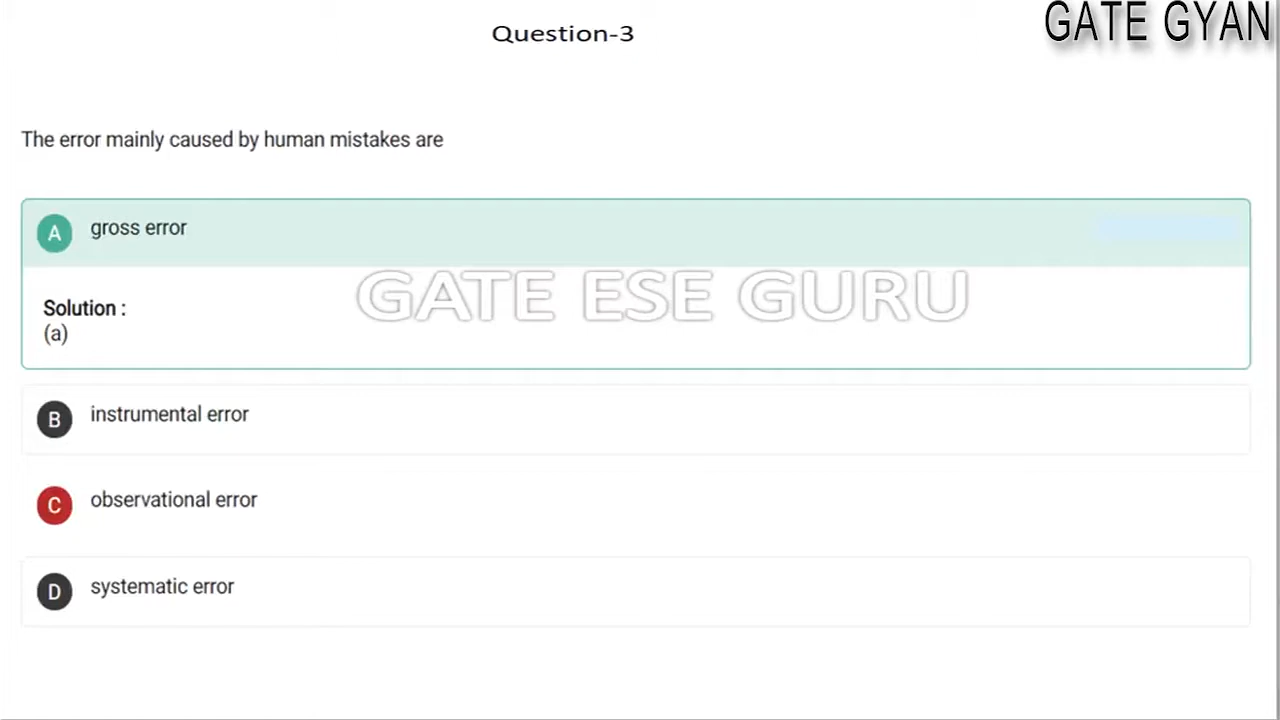 Question-3
GATE GYAN
The error mainly caused by human mistakes are
A gross error
GATE ESE GURU
Solution :
(a)
B instrumental error
C observational error
D systematic error